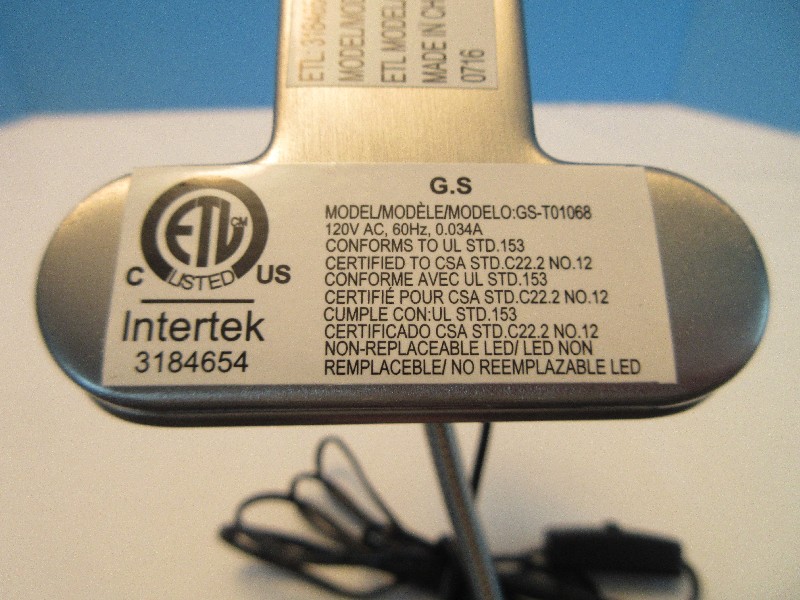 ETL: 318465
MODEL/MOD
ETL MODEL
MADE IN CH
0716
G.S
MODEL/MODÈLE/MODELO:GS-T01068
120V AC, 60Hz, 0.034A
CONFORMS TO UL STD.153
CERTIFIED TO CSA STD.C22.2 NO.12
CONFORME AVEC UL STD.153
CERTIFIÉ POUR CSA STD.C22.2 NO.12
CUMPLE CON:UL STD.153
CERTIFICADO CSA STD.C22.2 NO.12
NON-REPLACEABLE LED/ LED NON
REMPLACEBLE/ NO REEMPLAZABLE LED
ETL CM
C LISTED US
Intertek
3184654